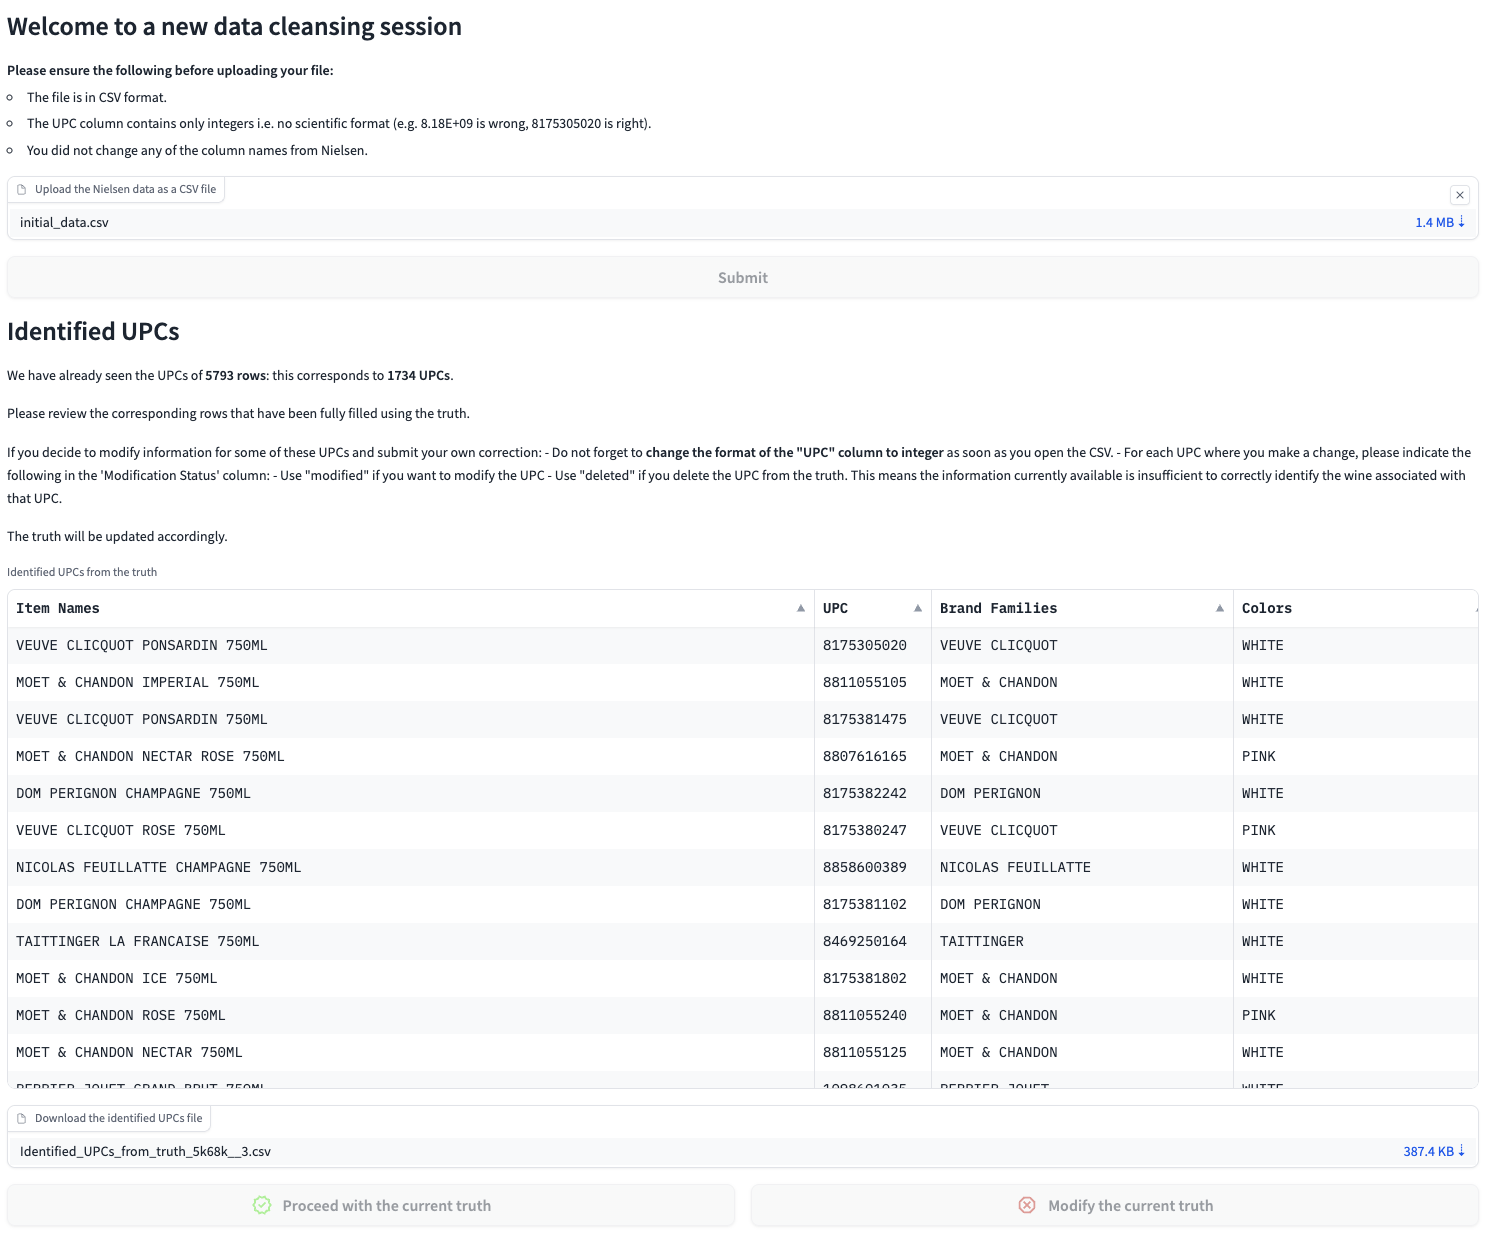 Welcome to a new data cleansing session
Please ensure the following before uploading your file:
The file is in CSV format.
The UPC column contains only integers i.e. no scientific format (e.g. 8.18E+09 is wrong, 8175305020 is right).
You did not change any of the column names from Nielsen.
Upload the Nielsen data as a CSV file
initial_data.csv 1.4 MB ⇣
Submit
Identified UPCs
We have already seen the UPCs of 5793 rows: this corresponds to 1734 UPCs.
Please review the corresponding rows that have been fully filled using the truth.
If you decide to modify information for some of these UPCs and submit your own correction: - Do not forget to change the format of the "UPC" column to integer as soon as you open the CSV. - For each UPC where you make a change, please indicate the
following in the 'Modification Status' column: - Use "modified" if you want to modify the UPC - Use "deleted" if you delete the UPC from the truth. This means the information currently available is insufficient to correctly identify the wine associated with
that UPC.
The truth will be updated accordingly.
Identified UPCs from the truth
Item Names UPC Brand Families Colors
VEUVE CLICQUOT PONSARDIN 750ML 8175305020 VEUVE CLICQUOT WHITE
MOET & CHANDON IMPERIAL 750ML 8811055105 MOET & CHANDON WHITE
VEUVE CLICQUOT PONSARDIN 750ML 8175381475 VEUVE CLICQUOT WHITE
MOET & CHANDON NECTAR ROSE 750ML 8807616165 MOET & CHANDON PINK
DOM PERIGNON CHAMPAGNE 750ML 8175382242 DOM PERIGNON WHITE
VEUVE CLICQUOT ROSE 750ML 8175380247 VEUVE CLICQUOT PINK
NICOLAS FEUILLATTE CHAMPAGNE 750ML 8858600389 NICOLAS FEUILLATTE WHITE
DOM PERIGNON CHAMPAGNE 750ML 8175381102 DOM PERIGNON WHITE
TAITTINGER LA FRANCAISE 750ML 8469250164 TAITTINGER WHITE
MOET & CHANDON ICE 750ML 8175381802 MOET & CHANDON WHITE
MOET & CHANDON ROSE 750ML 8811055240 MOET & CHANDON PINK
MOET & CHANDON NECTAR 750ML 8811055125 MOET & CHANDON WHITE
PERRIER JOUET GRAND BRUT 750ML PERRIER JOUET WHITE
Download the identified UPCs file
Identified_UPCs_from_truth_5k68k__3.csv 387.4 KB ⇣
Proceed with the current truth
Modify the current truth